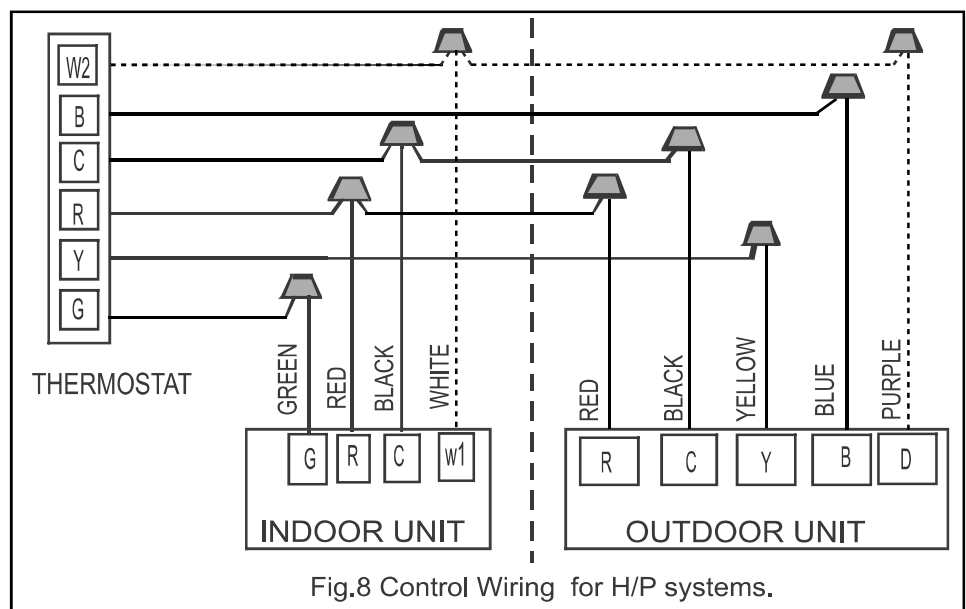 W2
B
C
R
Y
G
THERMOSTAT
GREEN
RED
BLACK
WHITE
RED
BLACK
YELLOW
BLUE
PURPLE
G R C W1
R C Y B D
INDOOR UNIT
OUTDOOR UNIT
Fig.8 Control Wiring for H/P systems.